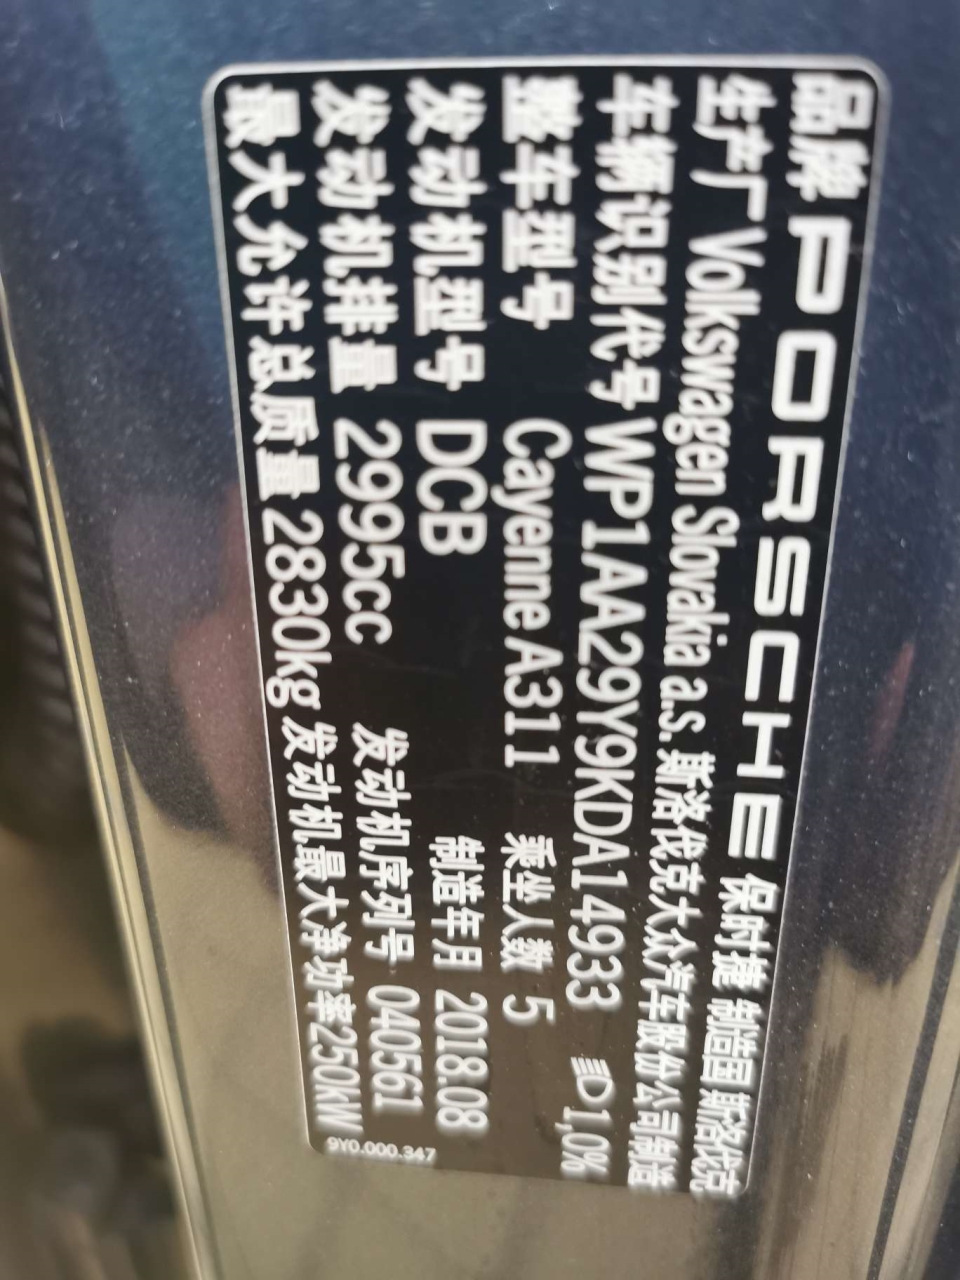 品牌 PORSCHE 保时捷 制造国 斯洛伐克
生产厂 Volkswagen Slovakia a.s. 斯洛伐克大众汽车股份公司制造
车辆识别代号 WP1AA29Y9KDA14933 1,0%
整车型号 Cayenne A311 乘坐人数 5
发动机型号 DCB 制造年月 2018.08
发动机排量 2995cc 发动机序列号 040561
最大允许总质量 2830kg 发动机最大净功率250kW
9Y0.000.347